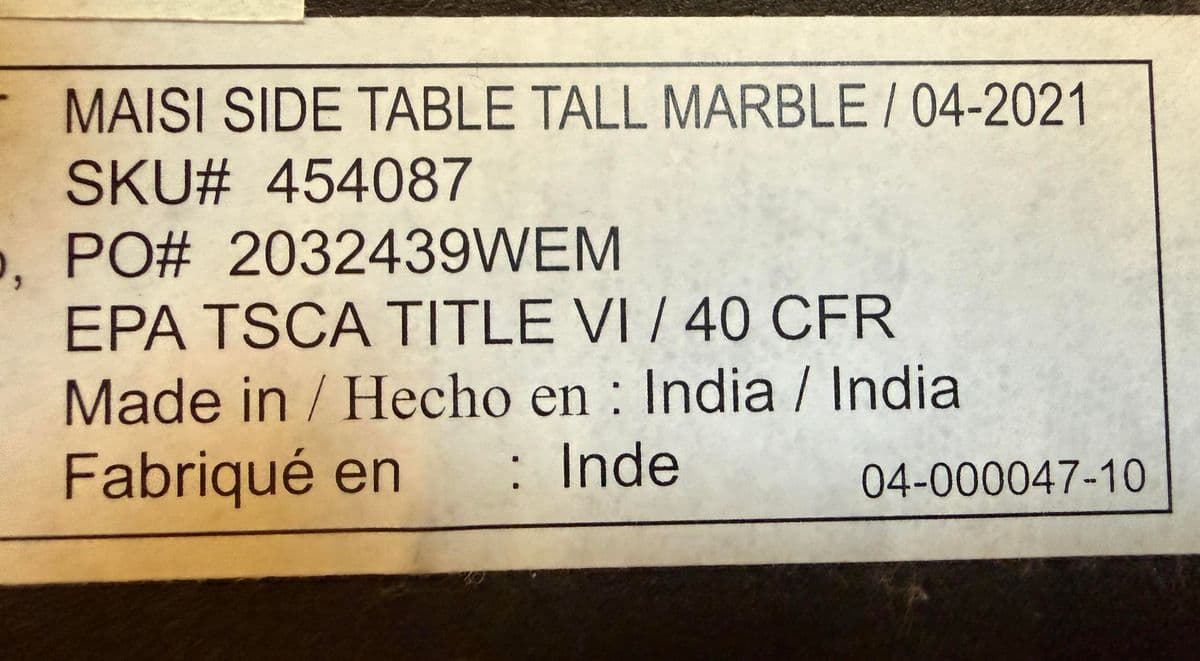 MAISI SIDE TABLE TALL MARBLE / 04-2021
SKU# 454087
PO# 2032439WEM
EPA TSCA TITLE VI / 40 CFR
Made in / Hecho en : India / India
Fabriqué en : Inde 04-000047-10